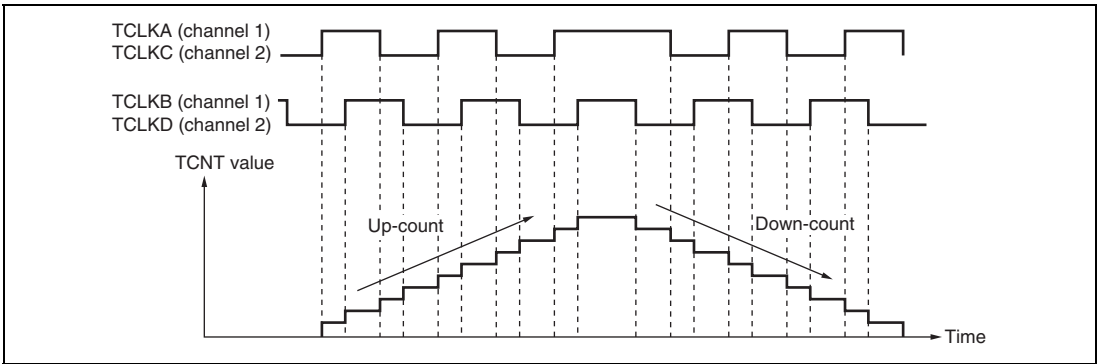 TCLKA (channel 1)
TCLKC (channel 2)
TCLKB (channel 1)
TCLKD (channel 2)
TCNT value
Up-count
Down-count
Time